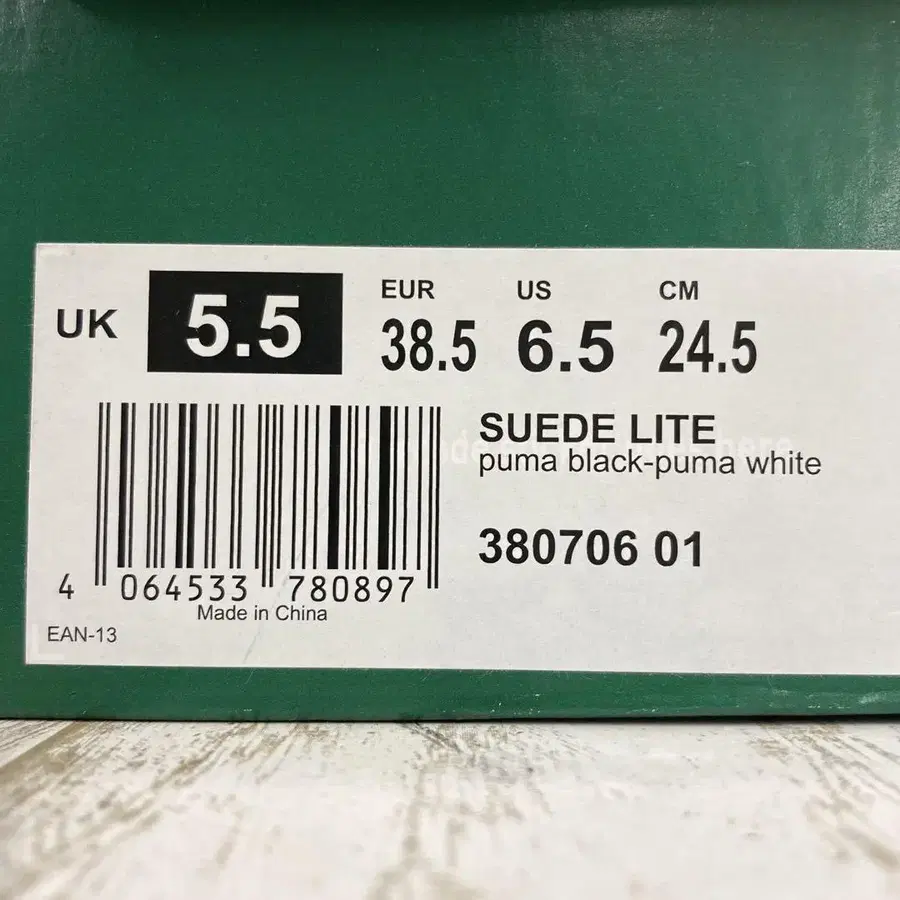 UK 5.5
EUR US CM
38.5 6.5 24.5
SUEDE LITE
puma black-puma white
380706 01
4 064533 780897
Made in China
EAN-13